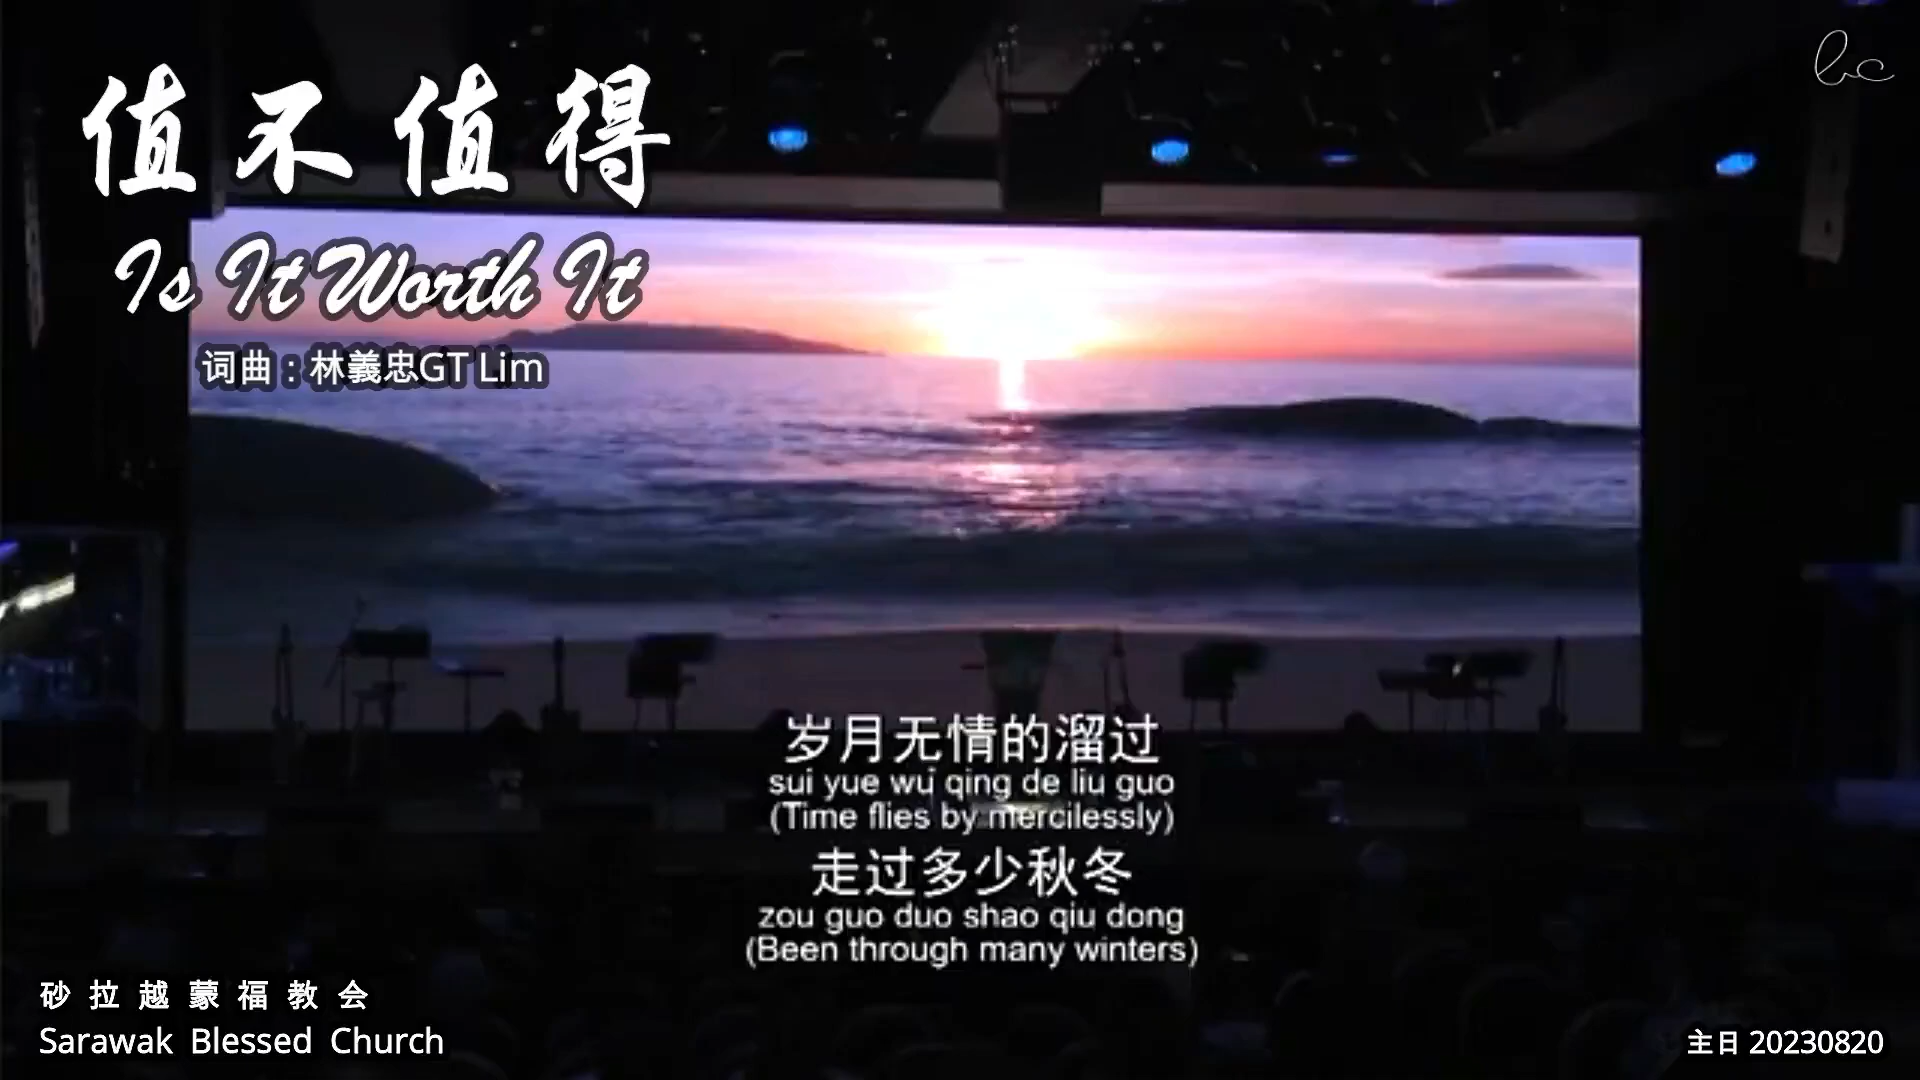 值不值得
Is It Worth It
词曲：林義忠GT Lim
岁月无情的溜过
sui yue wu qing de liu guo
(Time flies by mercilessly)
走过多少秋冬
zou guo duo shao qiu dong
(Been through many winters)
砂拉越蒙福教会
Sarawak Blessed Church
主日 20230820